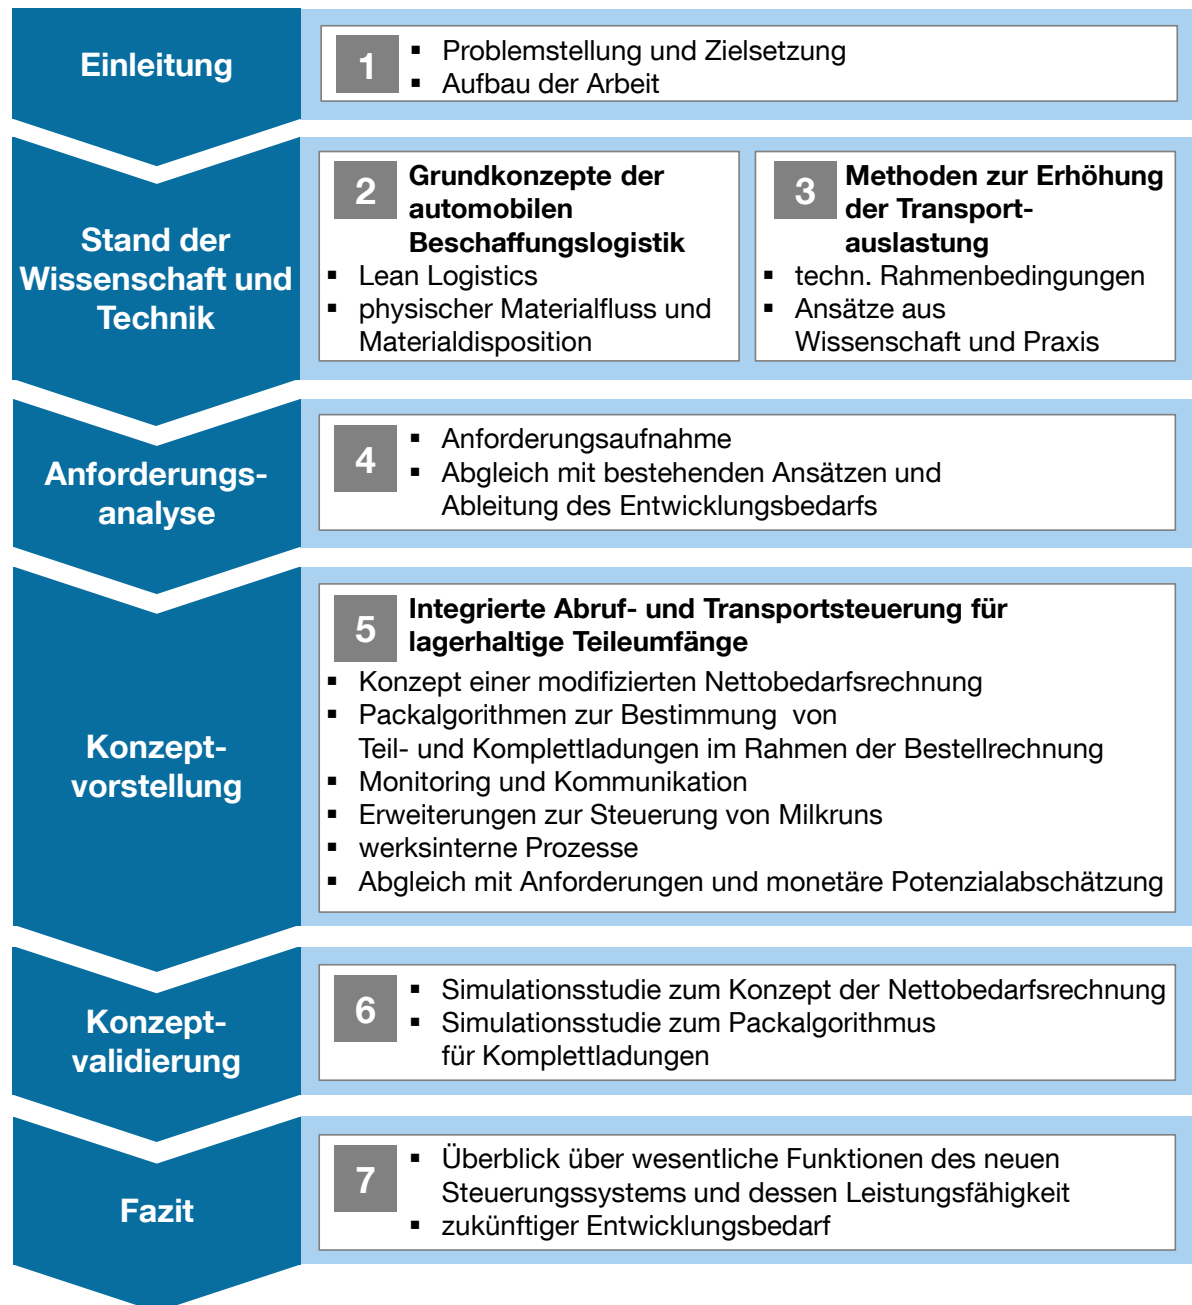 Einleitung
1
▪ Problemstellung und Zielsetzung
▪ Aufbau der Arbeit
Stand der
Wissenschaft und
Technik
2
Grundkonzepte der
automobilen
Beschaffungslogistik
▪ Lean Logistics
▪ physischer Materialfluss und
Materialdisposition
3
Methoden zur Erhöhung
der Transport-
auslastung
▪ techn. Rahmenbedingungen
▪ Ansätze aus
Wissenschaft und Praxis
Anforderungs-
analyse
4
▪ Anforderungsaufnahme
▪ Abgleich mit bestehenden Ansätzen und
Ableitung des Entwicklungsbedarfs
Konzept-
vorstellung
5
Integrierte Abruf- und Transportsteuerung für
lagerhaltige Teileumfänge
▪ Konzept einer modifizierten Nettobedarfsrechnung
▪ Packalgorithmen zur Bestimmung von
Teil- und Komplettladungen im Rahmen der Bestellrechnung
▪ Monitoring und Kommunikation
▪ Erweiterungen zur Steuerung von Milkruns
▪ werksinterne Prozesse
▪ Abgleich mit Anforderungen und monetäre Potenzialabschätzung
Konzept-
validierung
6
▪ Simulationsstudie zum Konzept der Nettobedarfsrechnung
▪ Simulationsstudie zum Packalgorithmus
für Komplettladungen
Fazit
7
▪ Überblick über wesentliche Funktionen des neuen
Steuerungssystems und dessen Leistungsfähigkeit
▪ zukünftiger Entwicklungsbedarf